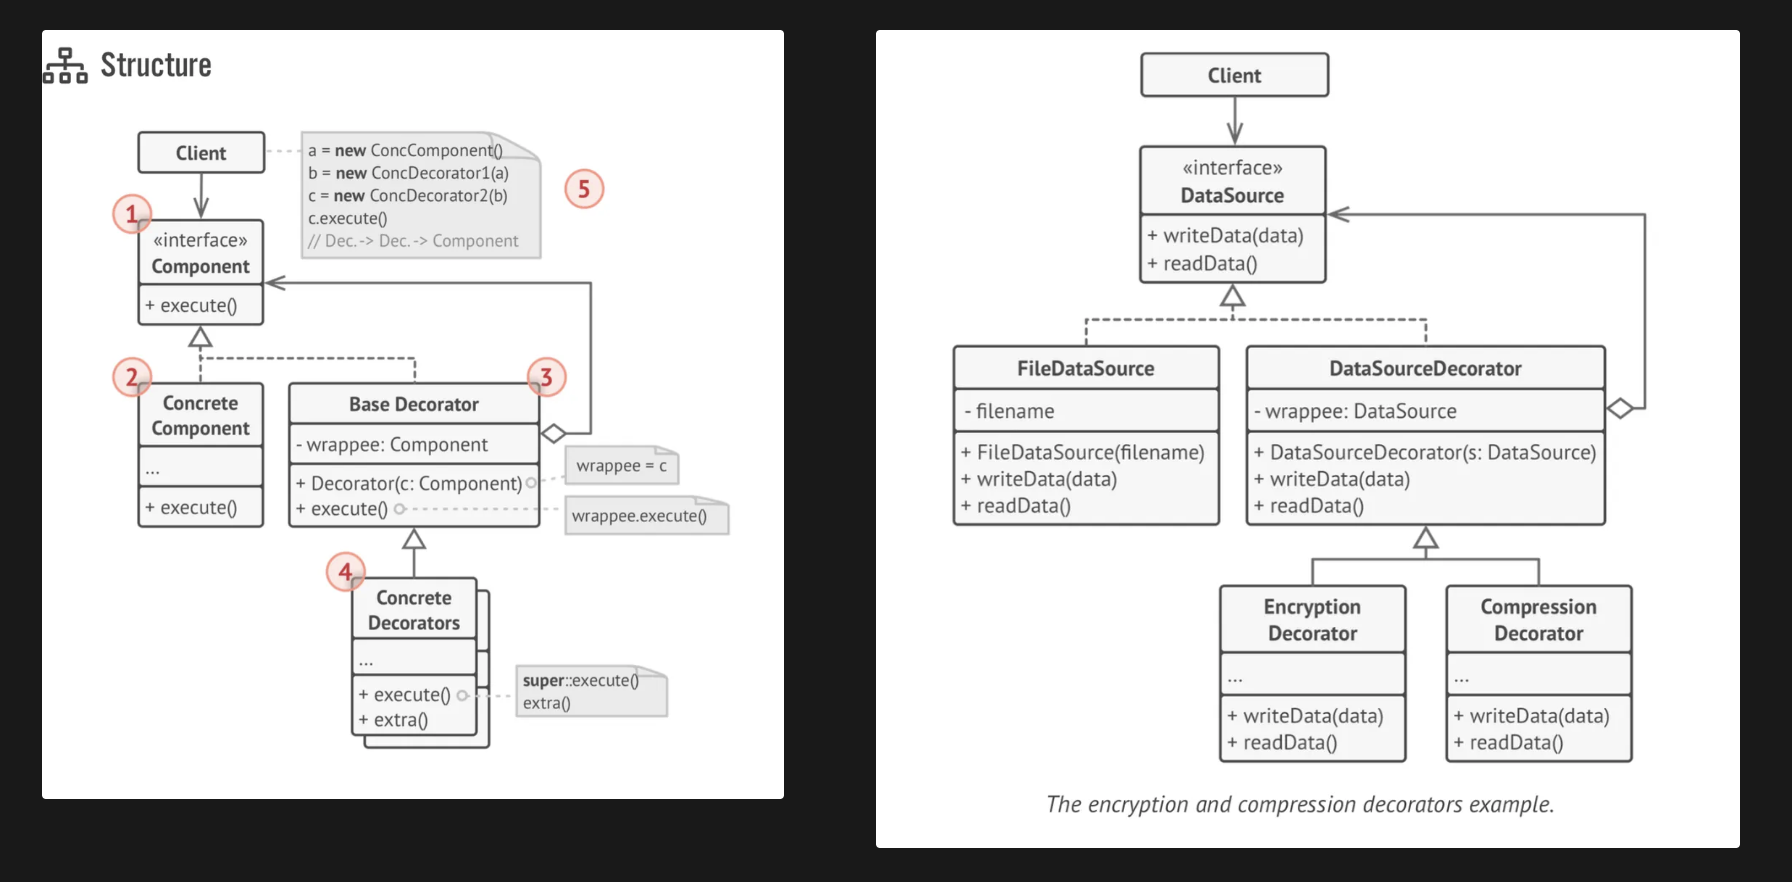 Structure
Client
a = new ConcComponent()
b = new ConcDecorator1(a)
c = new ConcDecorator2(b)
c.execute()
// Dec. -> Dec. -> Component
5
1
«interface»
Component
+ execute()
2
Concrete
Component
...
+ execute()
3
Base Decorator
- wrappee: Component
+ Decorator(c: Component)
+ execute()
wrappee = c
wrappee.execute()
4
Concrete
Decorators
...
+ execute()
+ extra()
super::execute()
extra()
Client
«interface»
DataSource
+ writeData(data)
+ readData()
FileDataSource
- filename
+ FileDataSource(filename)
+ writeData(data)
+ readData()
DataSourceDecorator
- wrappee: DataSource
+ DataSourceDecorator(s: DataSource)
+ writeData(data)
+ readData()
Encryption
Decorator
...
+ writeData(data)
+ readData()
Compression
Decorator
...
+ writeData(data)
+ readData()
The encryption and compression decorators example.